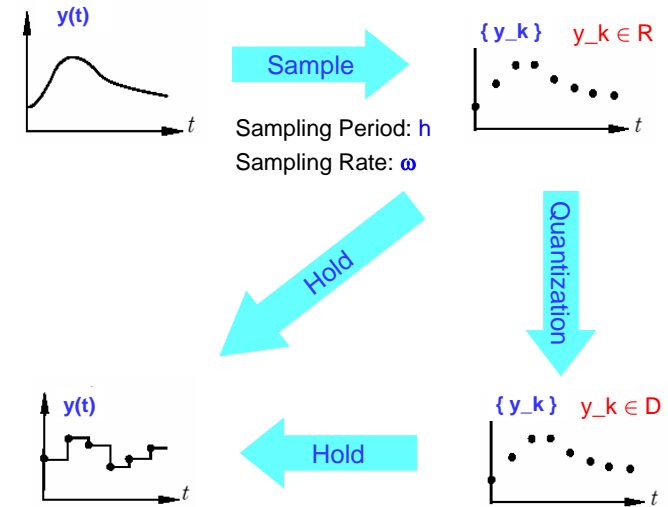 y(t)
t
Sample
{ y_k } y_k ∈ R
t
Sampling Period: h
Sampling Rate: ω
Hold
Quantization
y(t)
t
Hold
{ y_k } y_k ∈ D
t